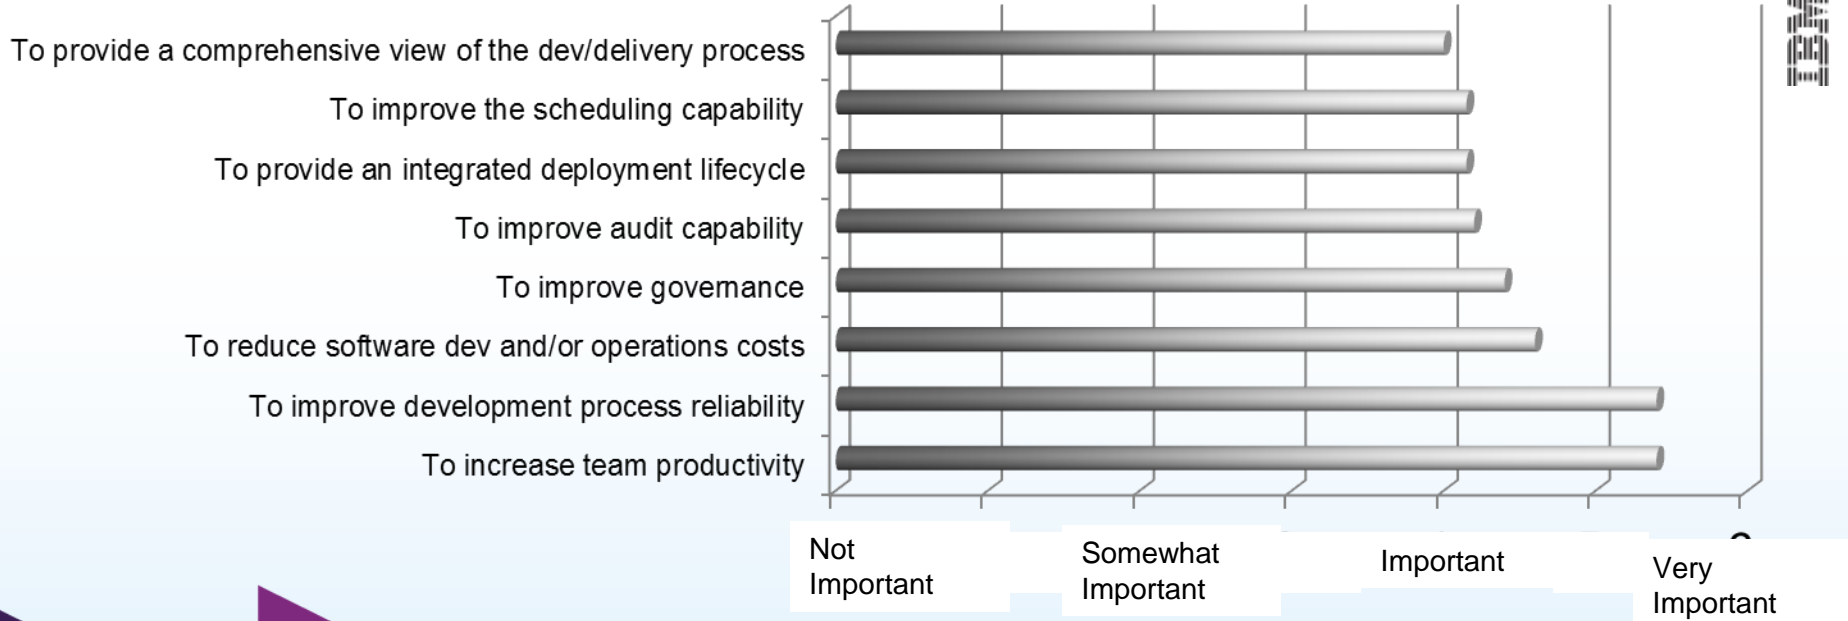 IBM
To provide a comprehensive view of the dev/delivery process
To improve the scheduling capability
To provide an integrated deployment lifecycle
To improve audit capability
To improve governance
To reduce software dev and/or operations costs
To improve development process reliability
To increase team productivity
Not
Important
Somewhat
Important
Important
Very
Important